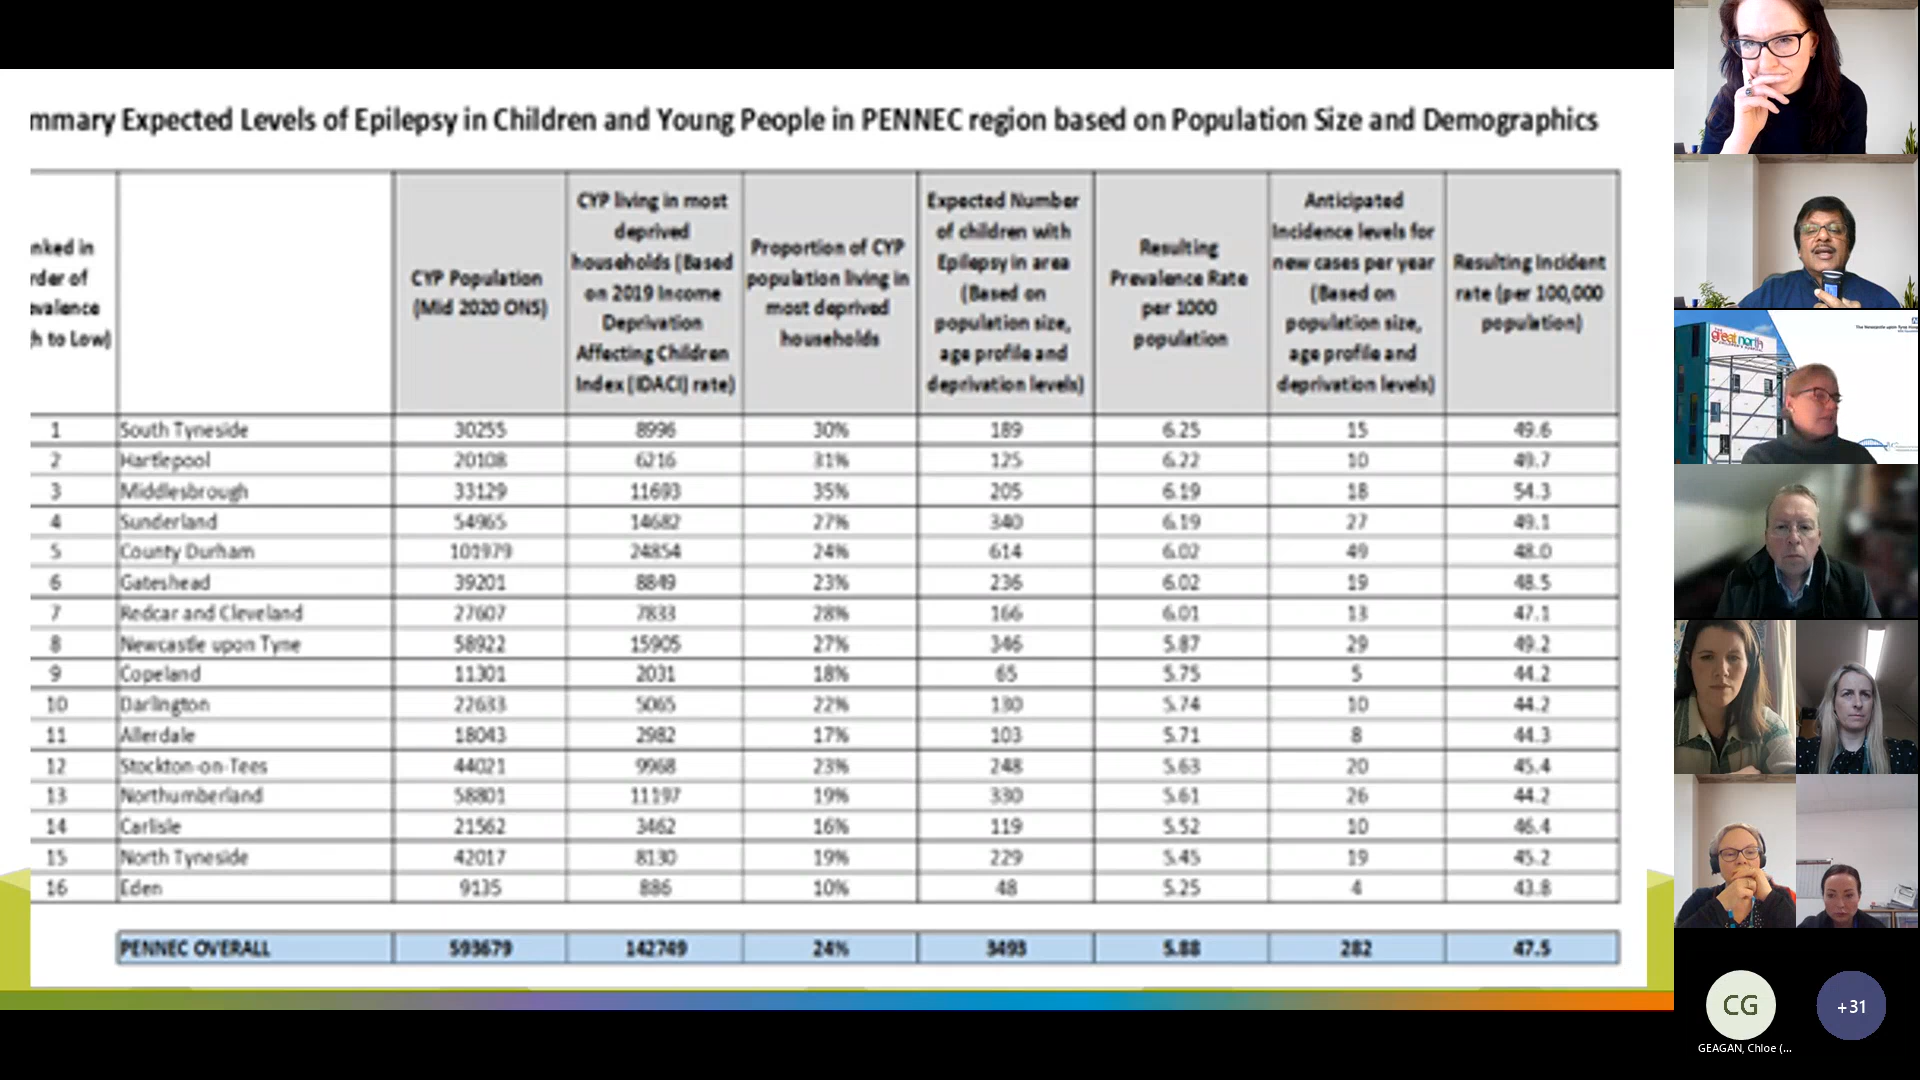 mmary Expected Levels of Epilepsy in Children and Young People in PENNEC region based on Population Size and Demographics
nked in
rder of
evalence
h to Low)
CYP Population
(Mid 2020 ONS)
CYP living in most
deprived
households (Based
on 2019 Income
Deprivation
Affecting Children
Index (IDACI) rate)
Proportion of CYP
population living in
most deprived
households
Expected Number
of children with
Epilepsy in area
(Based on
population size,
age profile and
deprivation levels)
Resulting
Prevalence Rate
per 1000
population
Anticipated
Incidence levels for
new cases per year
(Based on
population size,
age profile and
deprivation levels)
Resulting Incident
rate (per 100,000
population)
1 South Tyneside 30255 8996 30% 189 6.25 15 49.6
2 Hartlepool 20108 6216 31% 125 6.22 10 49.7
3 Middlesbrough 33129 11693 35% 205 6.19 18 54.3
4 Sunderland 54965 14682 27% 340 6.19 27 49.1
5 County Durham 101979 24854 24% 614 6.02 49 48.0
6 Gateshead 39201 8849 23% 236 6.02 19 48.5
7 Redcar and Cleveland 27607 7833 28% 166 6.01 13 47.1
8 Newcastle upon Tyne 58922 15905 27% 346 5.87 29 49.2
9 Copeland 11301 2031 18% 65 5.75 5 44.2
10 Darlington 22633 5065 22% 130 5.74 10 44.2
11 Allerdale 18043 2982 17% 103 5.71 8 44.3
12 Stockton-on-Tees 44021 9968 23% 248 5.63 20 45.4
13 Northumberland 58801 11197 19% 330 5.61 26 44.2
14 Carlisle 21562 3462 16% 119 5.52 10 46.4
15 North Tyneside 42017 8130 19% 229 5.45 19 45.2
16 Eden 9135 886 10% 48 5.25 4 43.8
PENNEC OVERALL 593679 142749 24% 3493 5.88 282 47.5
great north
The Newcastle upon Tyne Hosp
CG
+31
GEAGAN, Chloe (...